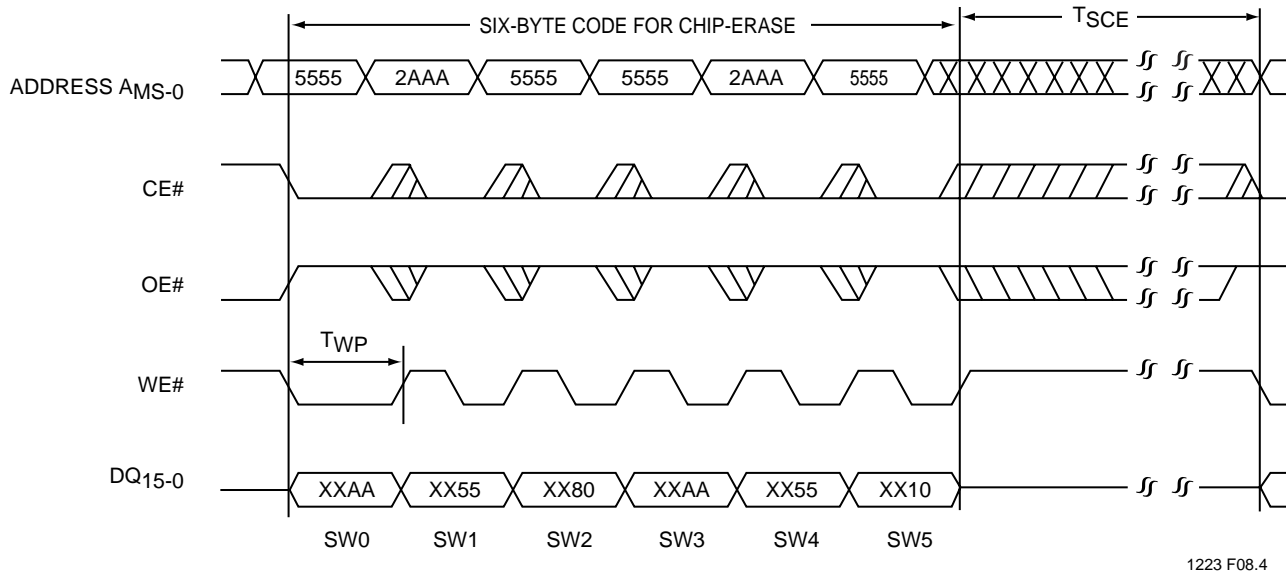 SIX-BYTE CODE FOR CHIP-ERASE
TSCE
ADDRESS AMS-0
5555 2AAA 5555 5555 2AAA 5555
CE#
OE#
TWP
WE#
DQ15-0
XXAA XX55 XX80 XXAA XX55 XX10
SW0 SW1 SW2 SW3 SW4 SW5
1223 F08.4